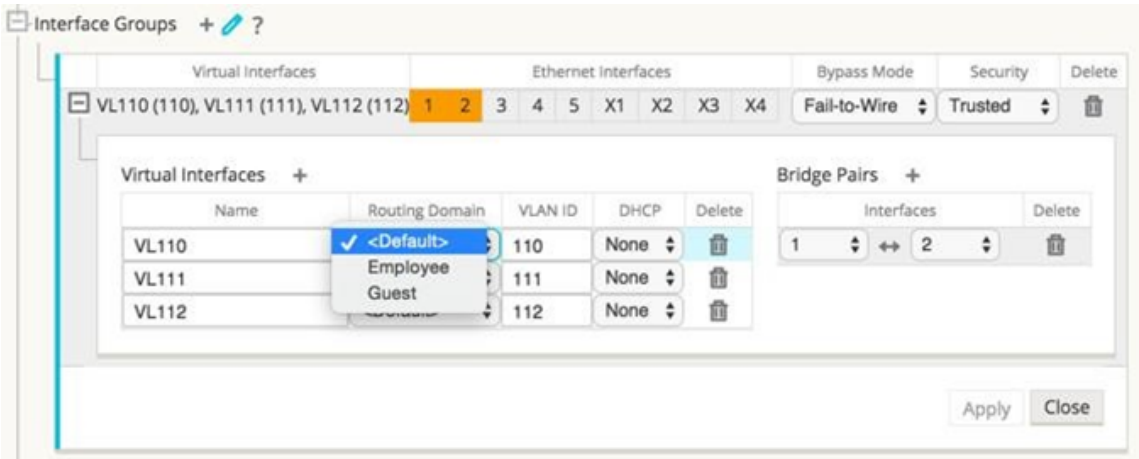 Interface Groups + ?
Virtual Interfaces Ethernet Interfaces Bypass Mode Security Delete
VL110 (110), VL111 (111), VL112 (112) 1 2 3 4 5 X1 X2 X3 X4 Fail-to-Wire Trusted
Virtual Interfaces +
Bridge Pairs +
Name Routing Domain VLAN ID DHCP Delete
Interfaces Delete
VL110 ✓ <Default> 110 None
1 ↔ 2
Employee
VL111 111 None
Guest
VL112 <Default> 112 None
Apply Close